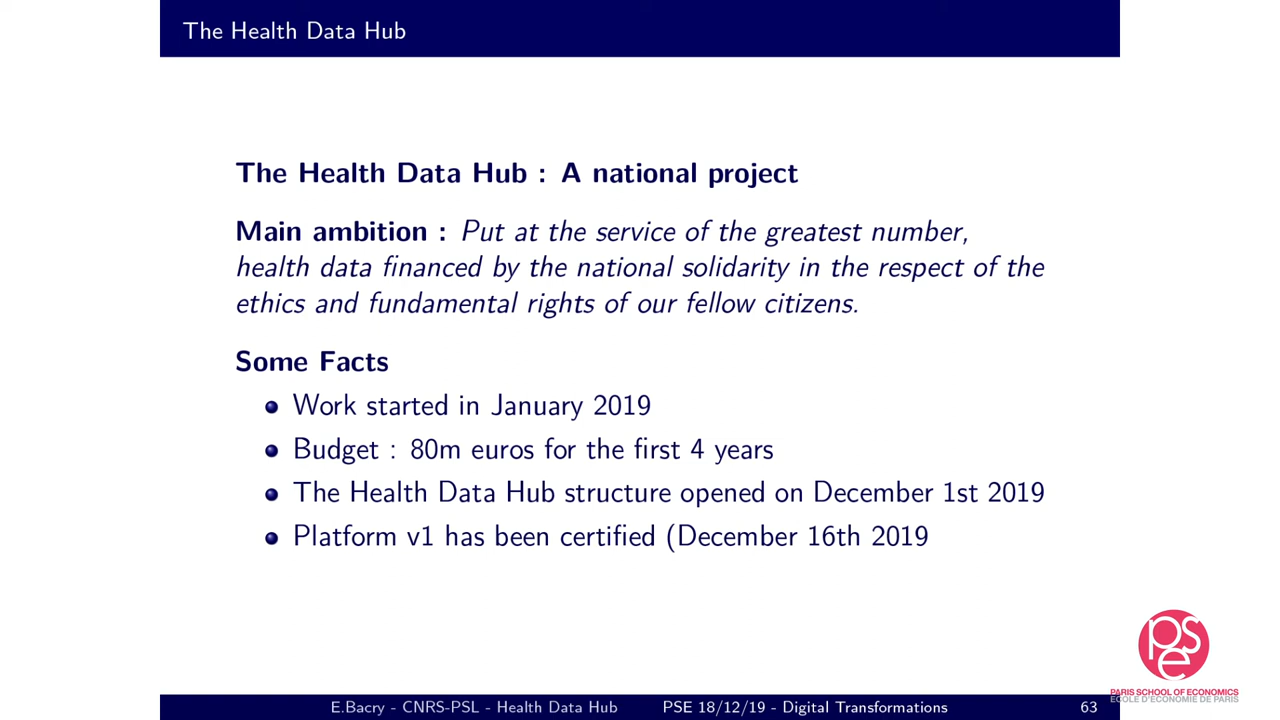 The Health Data Hub
The Health Data Hub : A national project
Main ambition : Put at the service of the greatest number,
health data financed by the national solidarity in the respect of the
ethics and fundamental rights of our fellow citizens.
Some Facts
Work started in January 2019
Budget : 80m euros for the first 4 years
The Health Data Hub structure opened on December 1st 2019
Platform v1 has been certified (December 16th 2019
pse
PARIS SCHOOL OF ECONOMICS
ECOLE D'ECONOMIE DE PARIS
E.Bacry - CNRS-PSL - Health Data Hub PSE 18/12/19 - Digital Transformations 63